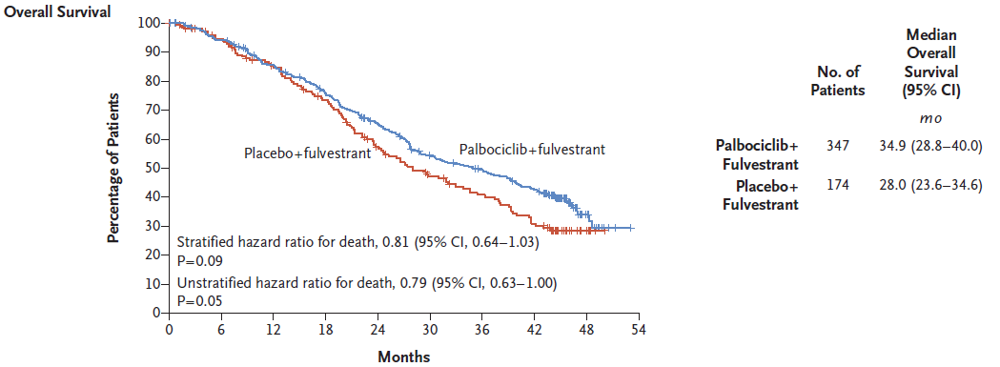 Overall Survival
Percentage of Patients
100
90
80
70
60
50
40
30
20
10
0
Placebo+fulvestrant
Palbociclib+fulvestrant
Stratified hazard ratio for death, 0.81 (95% CI, 0.64–1.03)
P=0.09
Unstratified hazard ratio for death, 0.79 (95% CI, 0.63–1.00)
P=0.05
0 6 12 18 24 30 36 42 48 54
Months
Median
Overall
No. of Survival
Patients (95% CI)
mo
Palbociclib+ 347 34.9 (28.8–40.0)
Fulvestrant
Placebo+ 174 28.0 (23.6–34.6)
Fulvestrant